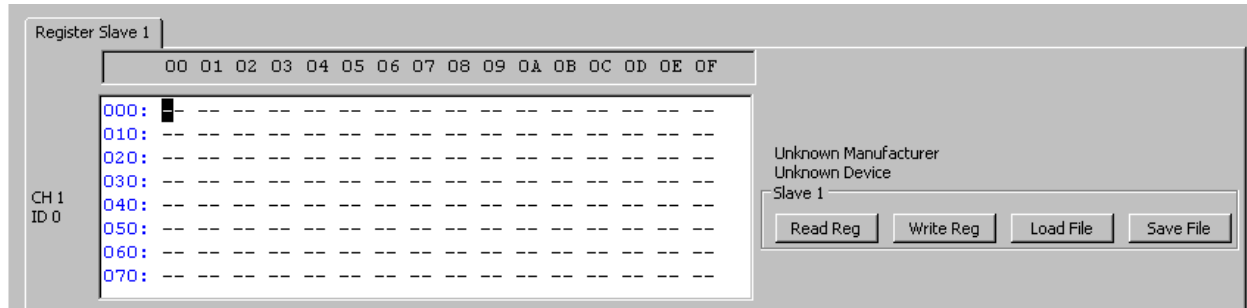 Register Slave 1
00 01 02 03 04 05 06 07 08 09 0A 0B 0C 0D 0E 0F
000: -- -- -- -- -- -- -- -- -- -- -- -- -- -- -- --
010: -- -- -- -- -- -- -- -- -- -- -- -- -- -- -- --
020: -- -- -- -- -- -- -- -- -- -- -- -- -- -- -- --
030: -- -- -- -- -- -- -- -- -- -- -- -- -- -- -- --
040: -- -- -- -- -- -- -- -- -- -- -- -- -- -- -- --
050: -- -- -- -- -- -- -- -- -- -- -- -- -- -- -- --
060: -- -- -- -- -- -- -- -- -- -- -- -- -- -- -- --
070: -- -- -- -- -- -- -- -- -- -- -- -- -- -- -- --
CH 1
ID 0
Unknown Manufacturer
Unknown Device
Slave 1
Read Reg Write Reg Load File Save File